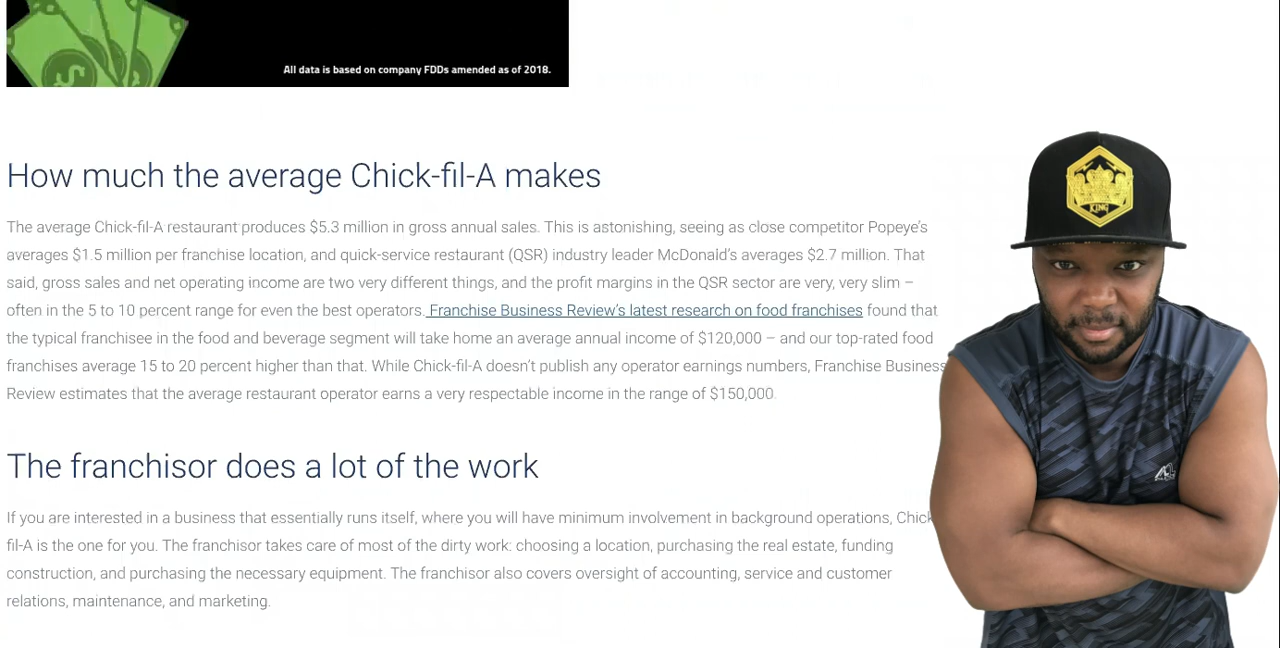 All data is based on company FDDs amended as of 2018.
How much the average Chick-fil-A makes
The average Chick-fil-A restaurant produces $5.3 million in gross annual sales. This is astonishing, seeing as close competitor Popeye's
averages $1.5 million per franchise location, and quick-service restaurant (QSR) industry leader McDonald's averages $2.7 million. That
said, gross sales and net operating income are two very different things, and the profit margins in the QSR sector are very, very slim –
often in the 5 to 10 percent range for even the best operators. Franchise Business Review's latest research on food franchises found that
the typical franchisee in the food and beverage segment will take home an average annual income of $120,000 – and our top-rated food
franchises average 15 to 20 percent higher than that. While Chick-fil-A doesn't publish any operator earnings numbers, Franchise Business
Review estimates that the average restaurant operator earns a very respectable income in the range of $150,000.
KING
The franchisor does a lot of the work
If you are interested in a business that essentially runs itself, where you will have minimum involvement in background operations, Chick
fil-A is the one for you. The franchisor takes care of most of the dirty work: choosing a location, purchasing the real estate, funding
construction, and purchasing the necessary equipment. The franchisor also covers oversight of accounting, service and customer
relations, maintenance, and marketing.